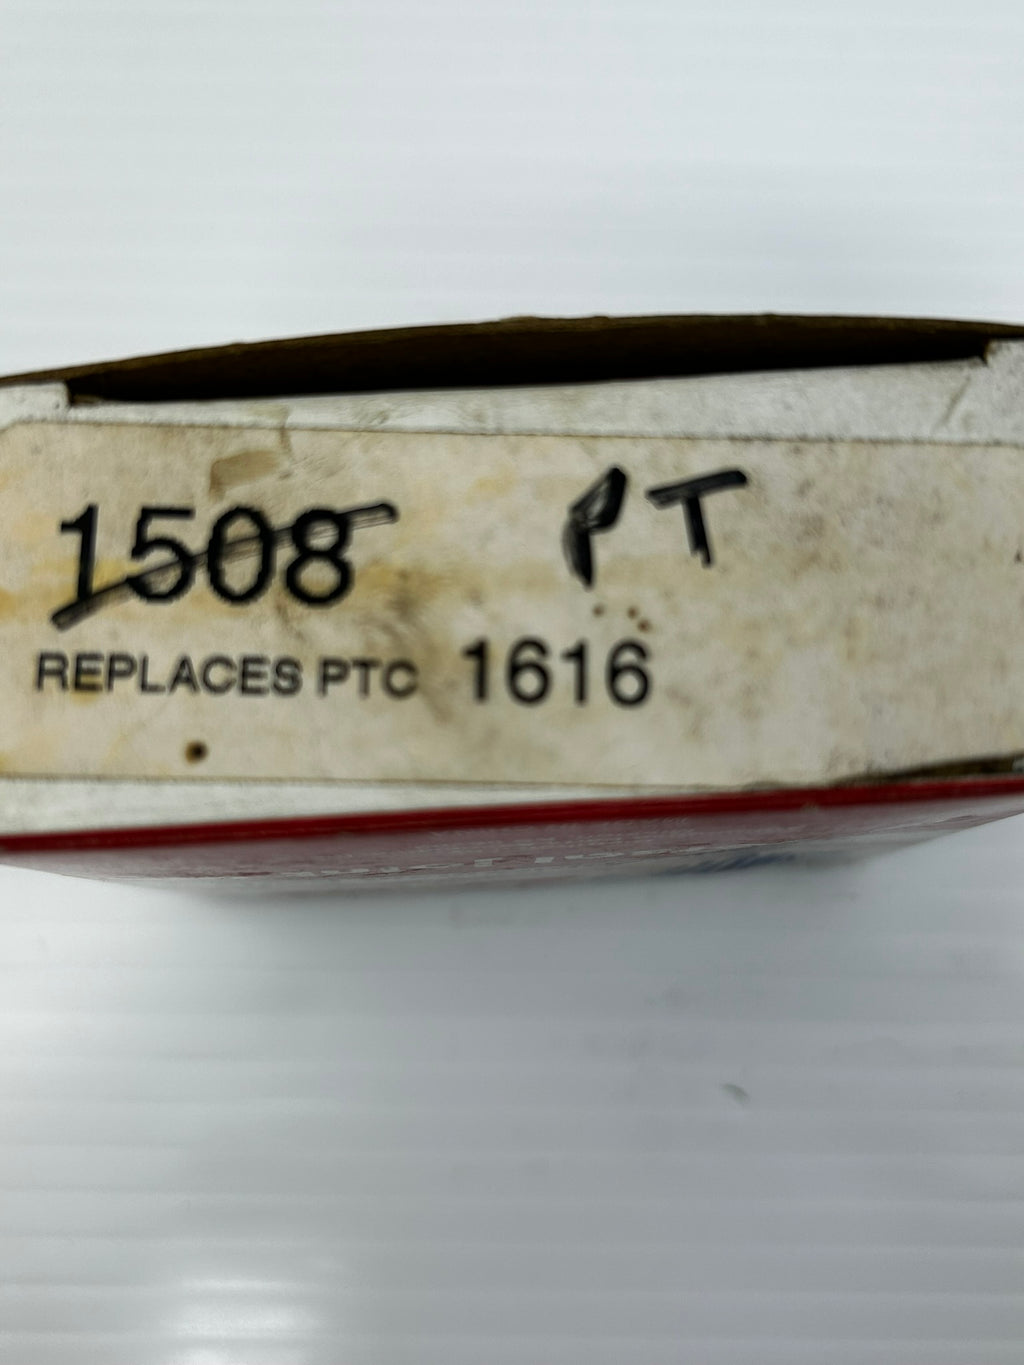 1508 PT
REPLACES PTC 1616